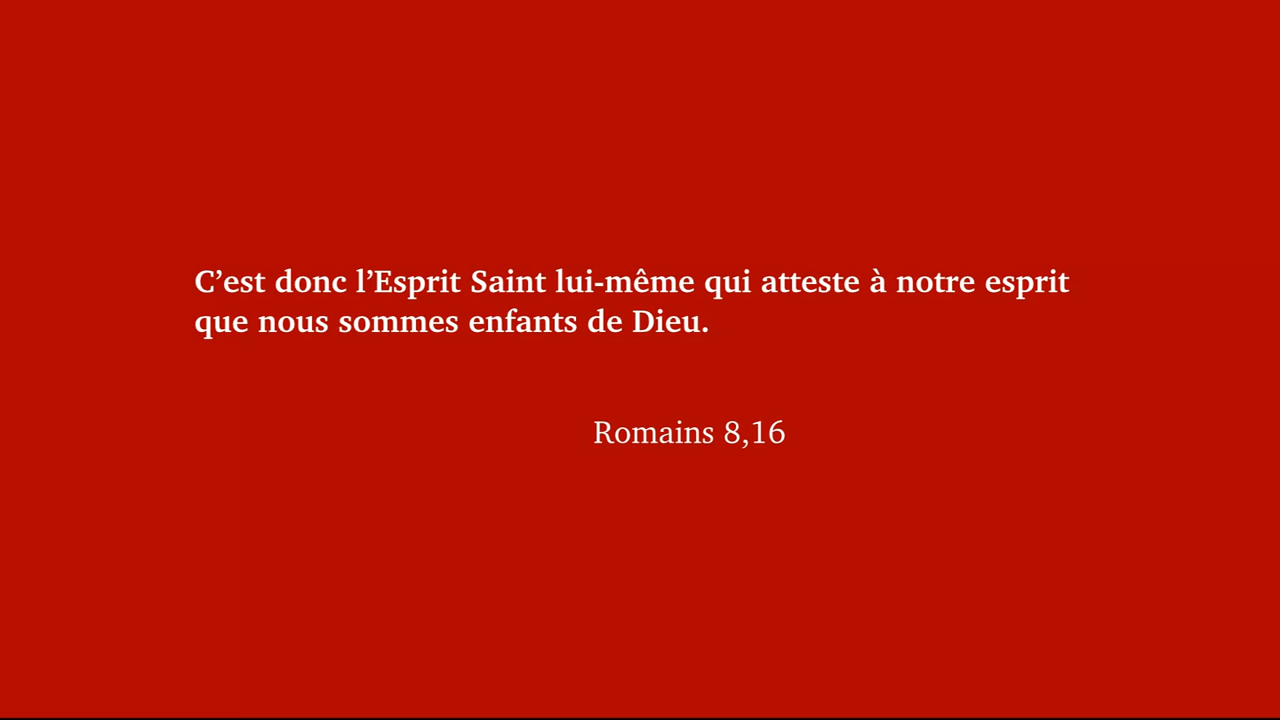 C’est donc l’Esprit Saint lui-même qui atteste à notre esprit
que nous sommes enfants de Dieu.
Romains 8,16